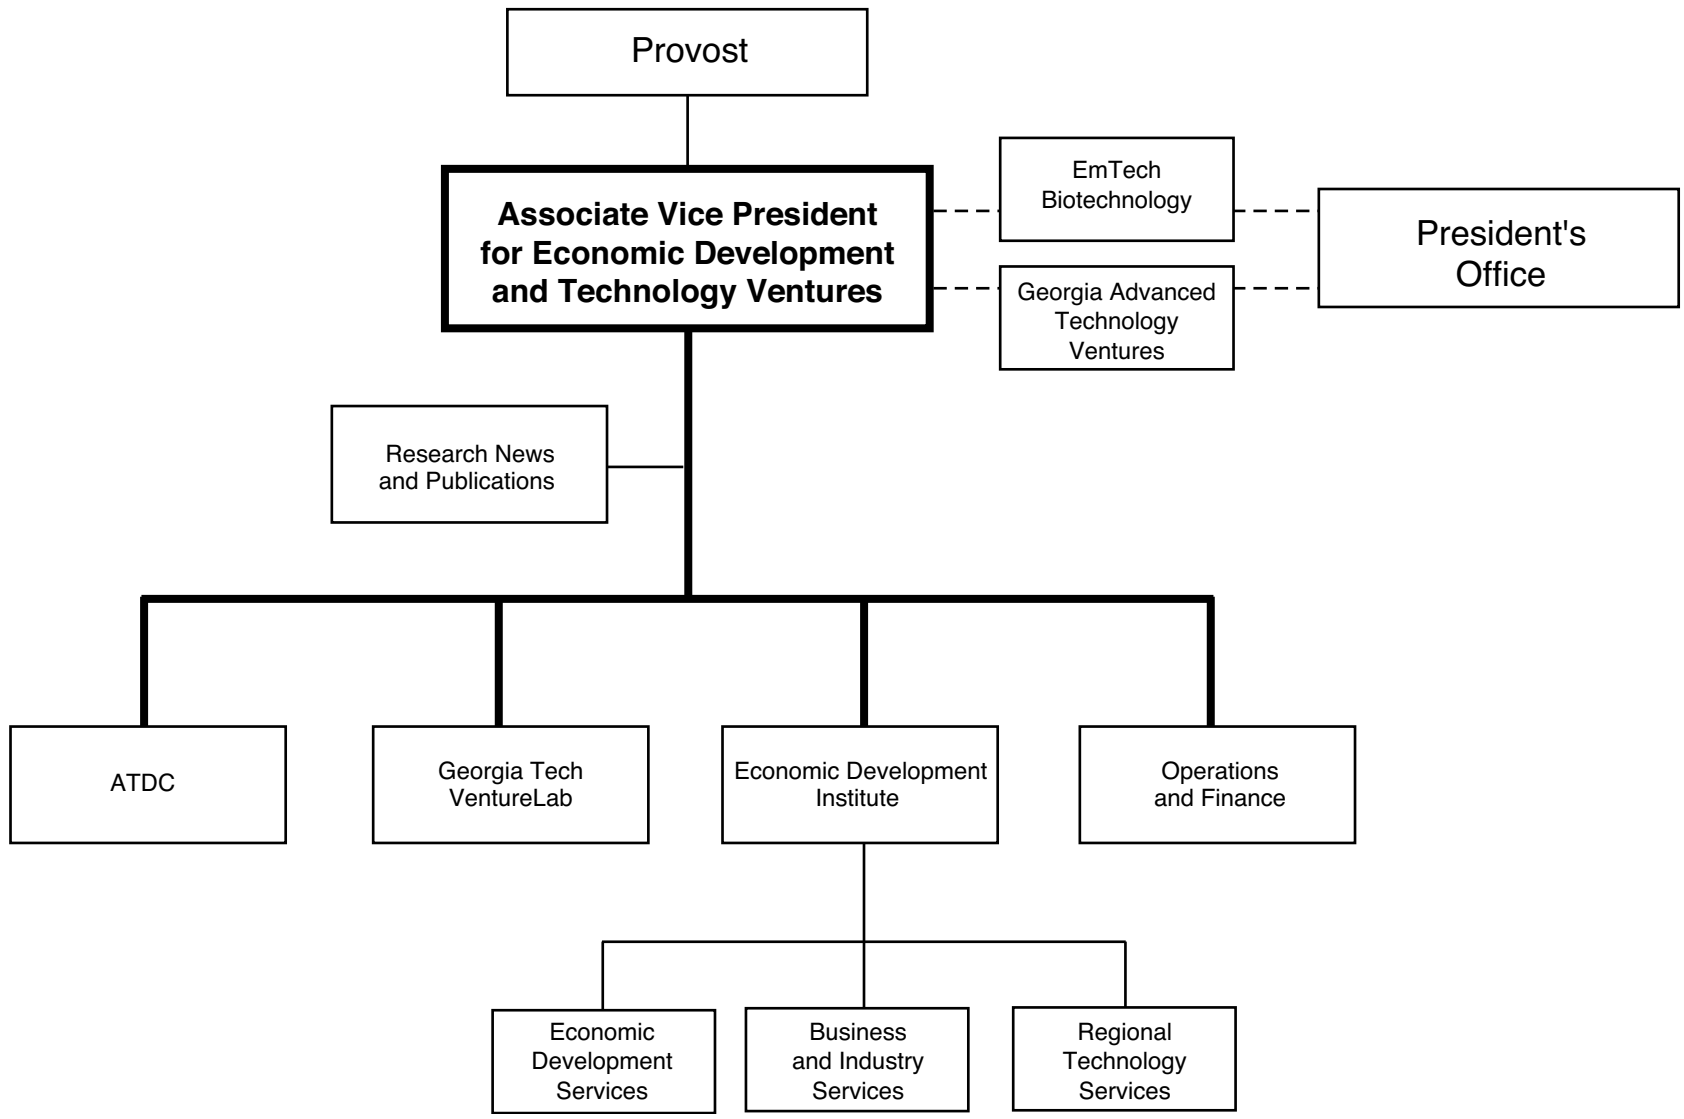 Provost
Associate Vice President
for Economic Development
and Technology Ventures
EmTech
Biotechnology
Georgia Advanced
Technology
Ventures
President's
Office
Research News
and Publications
ATDC
Georgia Tech
VentureLab
Economic Development
Institute
Operations
and Finance
Economic
Development
Services
Business
and Industry
Services
Regional
Technology
Services